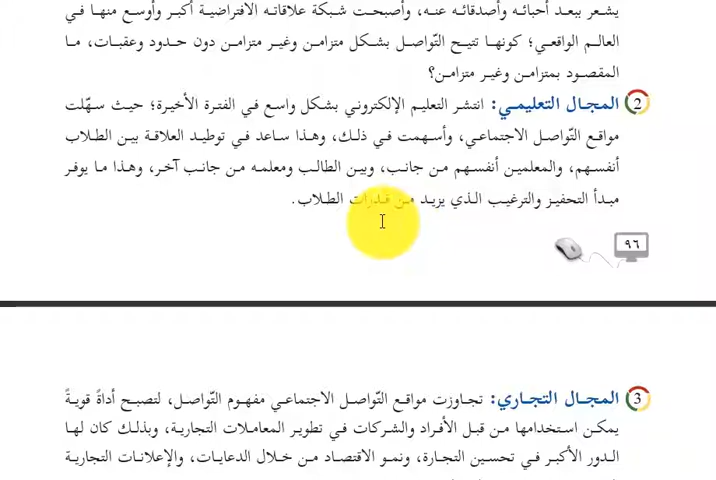 يشعر ببعد أحبائه وأصدقائه عنه، وأصبحت شبكة علاقاته الافتراضية أكبر وأوسع منها في
العالم الواقعي؛ كونها تتيح التّواصل بشكل متزامن وغير متزامن دون حدود وعقبات، ما
المقصود بمتزامن وغير متزامن؟
2 المجال التعليمي: انتشر التعليم الإلكتروني بشكل واسع في الفترة الأخيرة؛ حيث سهّلت
مواقع التّواصل الاجتماعي، وأسهمت في ذلك، وهذا ساعد في توطيد العلاقة بين الطلاب
أنفسهم، والمعلمين أنفسهم من جانب، وبين الطالب ومعلمه من جانب آخر، وهذا ما يوفر
مبدأ التحفيز والترغيب الذي يزيد من قدرات الطلاب.
٩٦
3 المجال التجاري: تجاوزت مواقع التّواصل الاجتماعي مفهوم التّواصل، لتصبح أداةً قويةً
يمكن استخدامها من قبل الأفراد والشركات في تطوير المعاملات التجارية، وبذلك كان لها
الدور الأكبر في تحسين التجارة، ونمو الاقتصاد من خلال الدعايات، والإعلانات التجارية